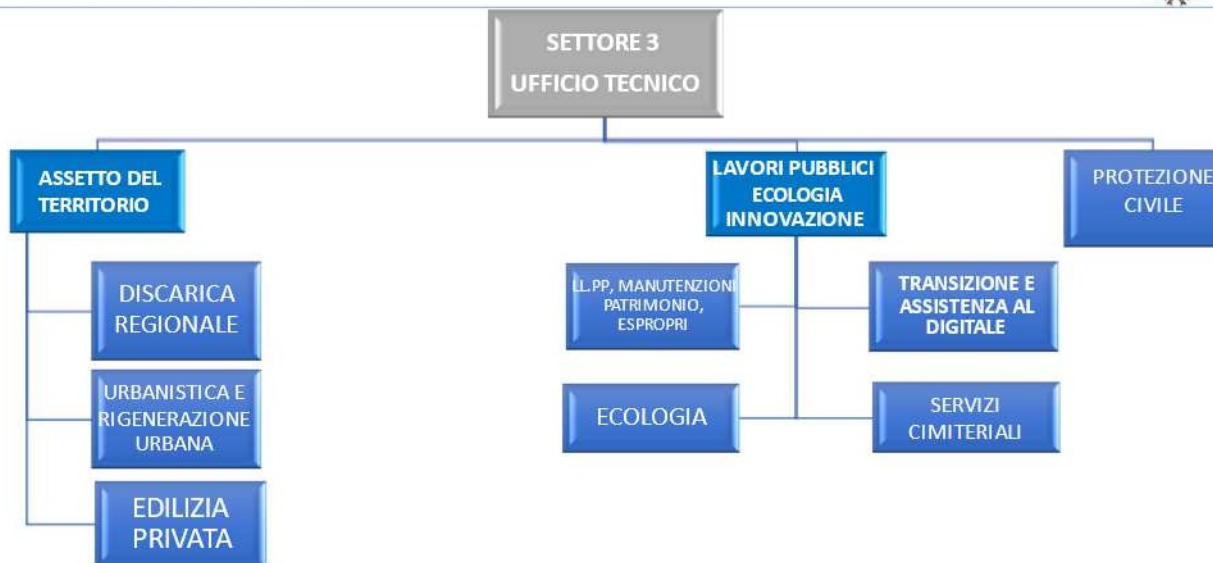 SETTORE 3
UFFICIO TECNICO
ASSETTO DEL
TERRITORIO
LAVORI PUBBLICI
ECOLOGIA
INNOVAZIONE
PROTEZIONE
CIVILE
DISCARICA
REGIONALE
URBANISTICA E
RIGENERAZIONE
URBANA
EDILIZIA
PRIVATA
LL.PP, MANUTENZIONI
PATRIMONIO,
ESPROPRI
TRANSIZIONE E
ASSISTENZA AL
DIGITALE
ECOLOGIA
SERVIZI
CIMITERIALI